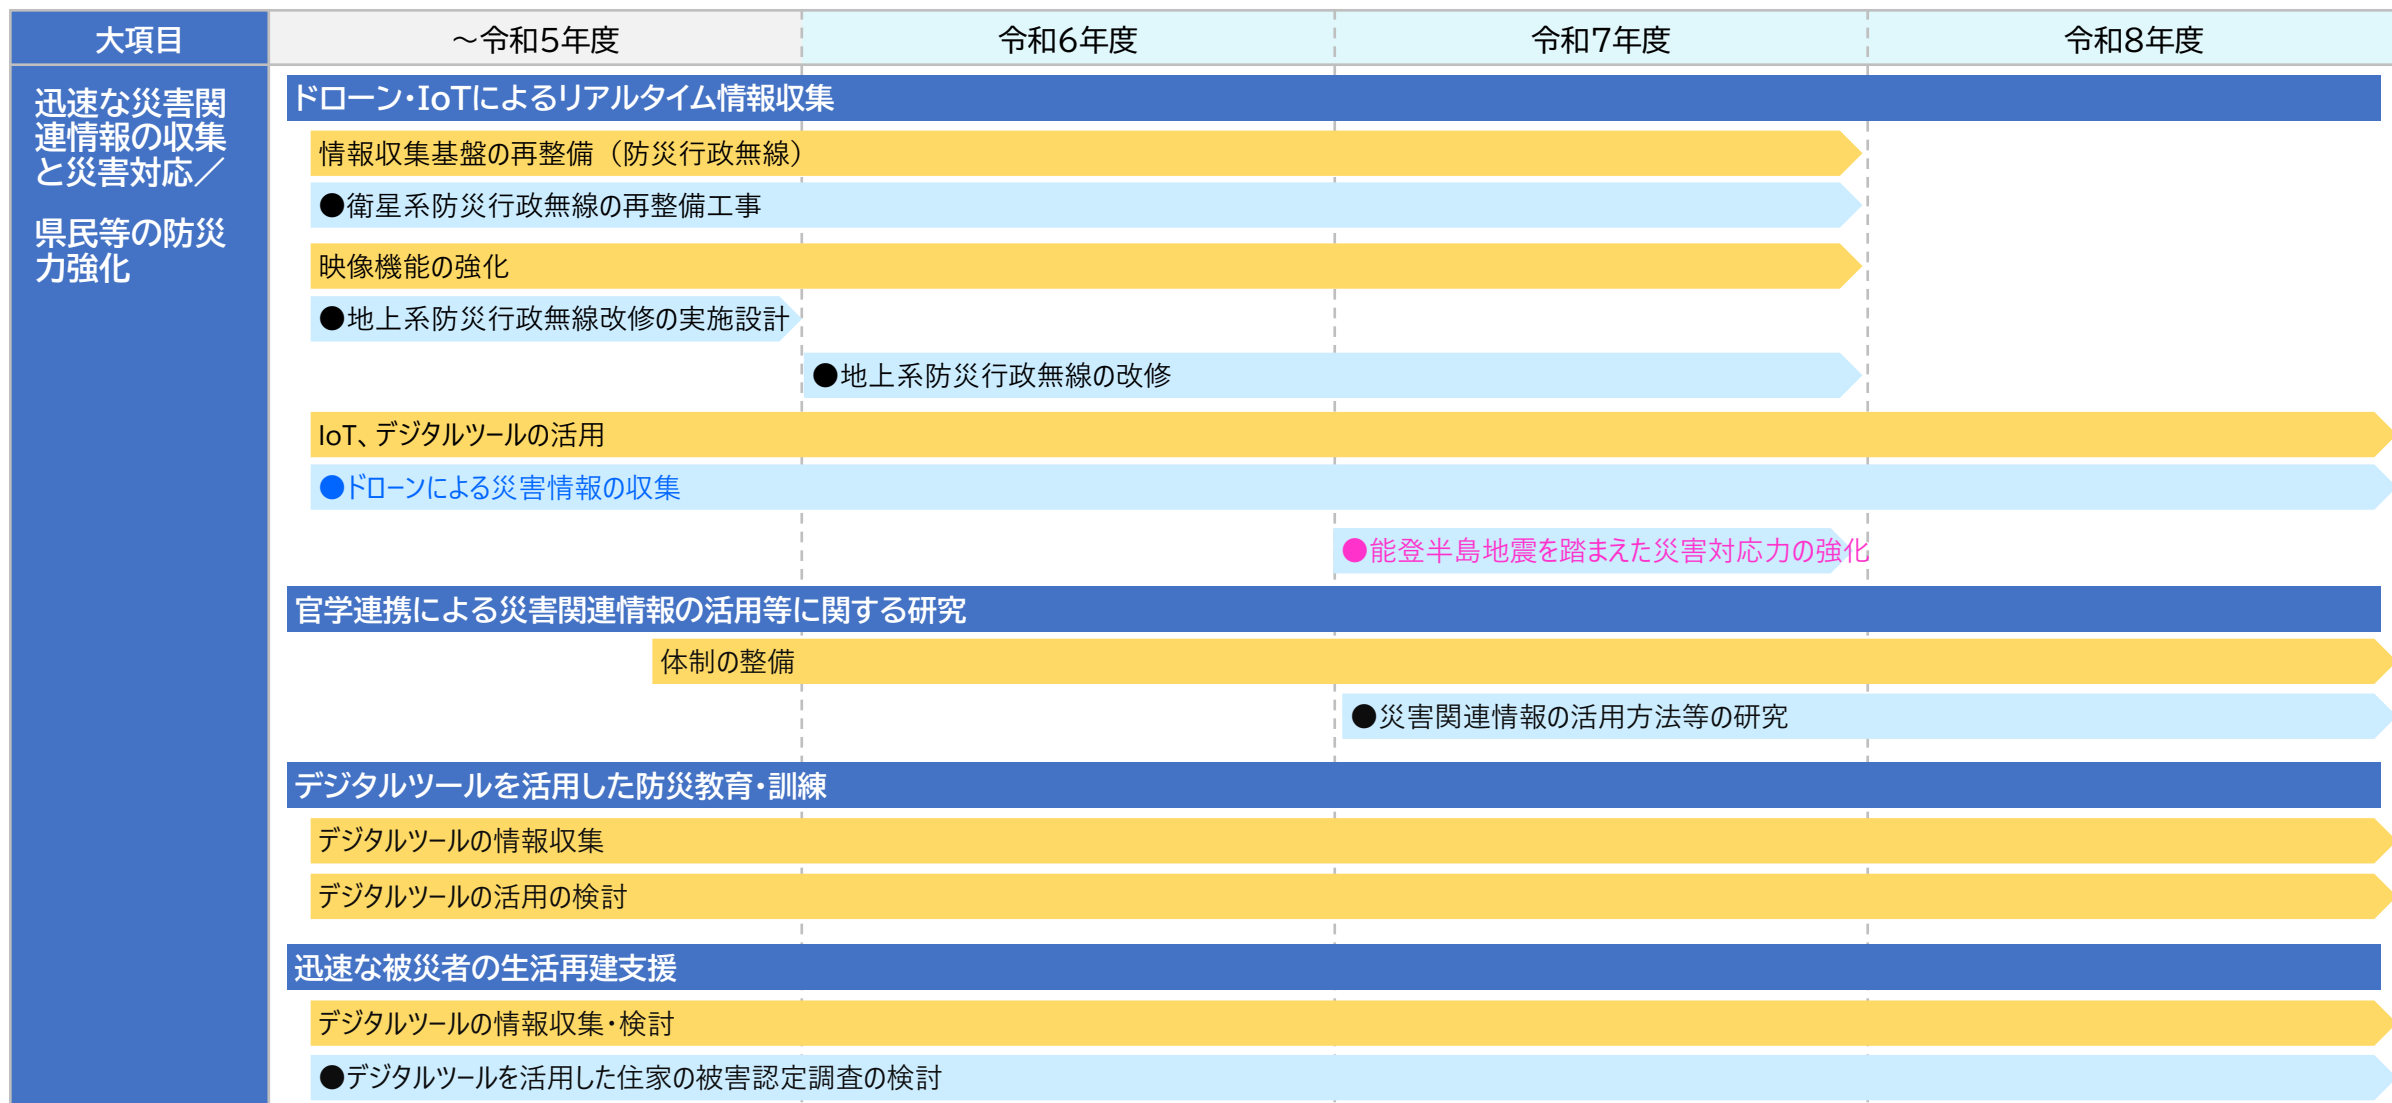 大項目
～令和5年度
令和6年度
令和7年度
令和8年度
迅速な災害関
連情報の収集
と災害対応／
県民等の防災
力強化
ドローン・IoTによるリアルタイム情報収集
情報収集基盤の再整備（防災行政無線）
●衛星系防災行政無線の再整備工事
映像機能の強化
●地上系防災行政無線改修の実施設計
●地上系防災行政無線の改修
IoT、デジタルツールの活用
●ドローンによる災害情報の収集
●能登半島地震を踏まえた災害対応力の強化
官学連携による災害関連情報の活用等に関する研究
体制の整備
●災害関連情報の活用方法等の研究
デジタルツールを活用した防災教育・訓練
デジタルツールの情報収集
デジタルツールの活用の検討
迅速な被災者の生活再建支援
デジタルツールの情報収集・検討
●デジタルツールを活用した住家の被害認定調査の検討